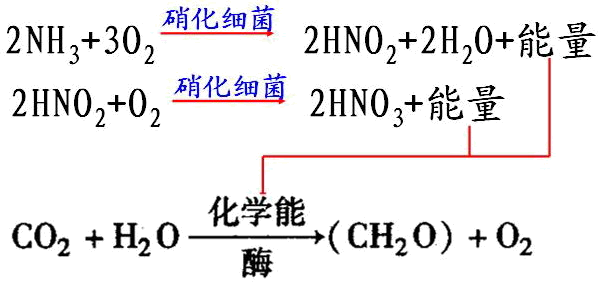 硝化细菌
2NH₃+3O₂ 2HNO₂+2H₂O+能量
硝化细菌
2HNO₂+O₂ 2HNO₃+能量
化学能
CO₂+H₂O→(CH₂O)+O₂
酶